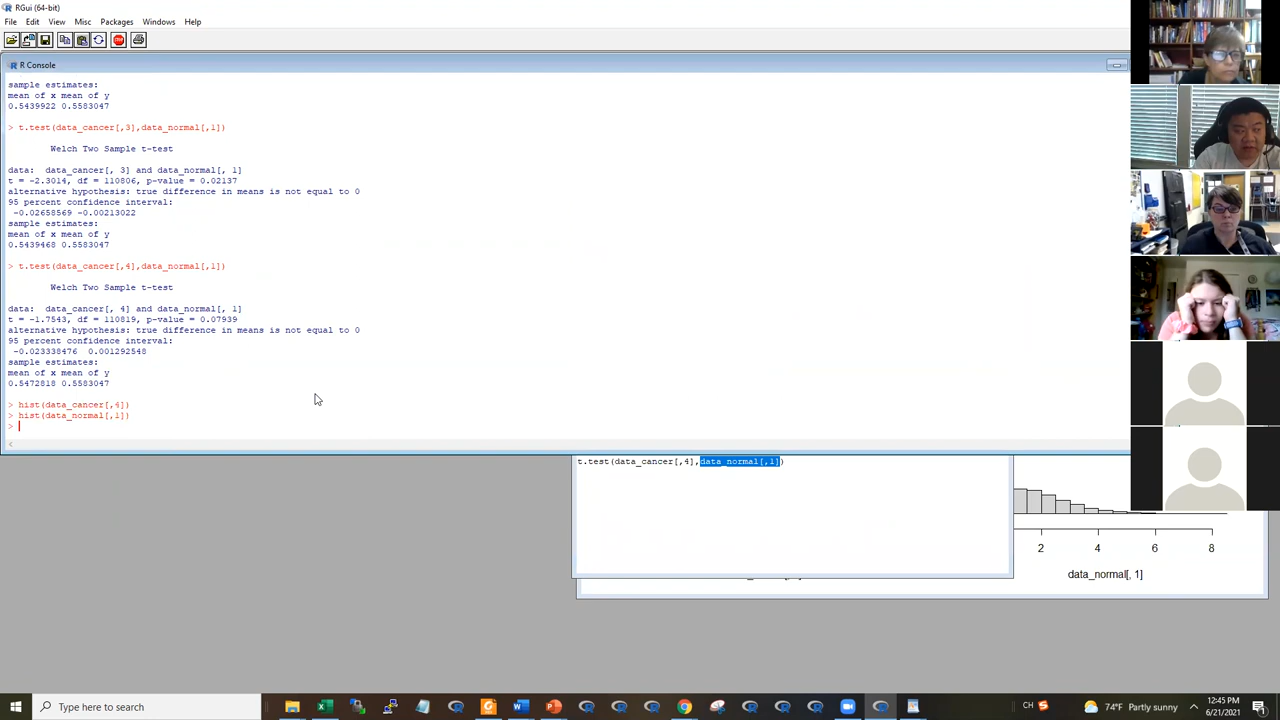 RGui (64-bit)
File Edit View Misc Packages Windows Help
STOP
R Console
sample estimates:
mean of x mean of y
0.5439922 0.5583047
> t.test(data_cancer[,3],data_normal[,1])
Welch Two Sample t-test
data: data_cancer[, 3] and data_normal[, 1]
t = -2.3014, df = 110806, p-value = 0.02137
alternative hypothesis: true difference in means is not equal to 0
95 percent confidence interval:
-0.02658569 -0.00213022
sample estimates:
mean of x mean of y
0.5439468 0.5583047
> t.test(data_cancer[,4],data_normal[,1])
Welch Two Sample t-test
data: data_cancer[, 4] and data_normal[, 1]
t = -1.7543, df = 110819, p-value = 0.07939
alternative hypothesis: true difference in means is not equal to 0
95 percent confidence interval:
-0.023338476 0.001292548
sample estimates:
mean of x mean of y
0.5472818 0.5583047
> hist(data_cancer[,4])
> hist(data_normal[,1])
>
t.test(data_cancer[,4],data_normal[,1])
2 4 6 8
data_normal[, 1]
Type here to search
CH
74°F Partly sunny
12:45 PM
6/21/2021